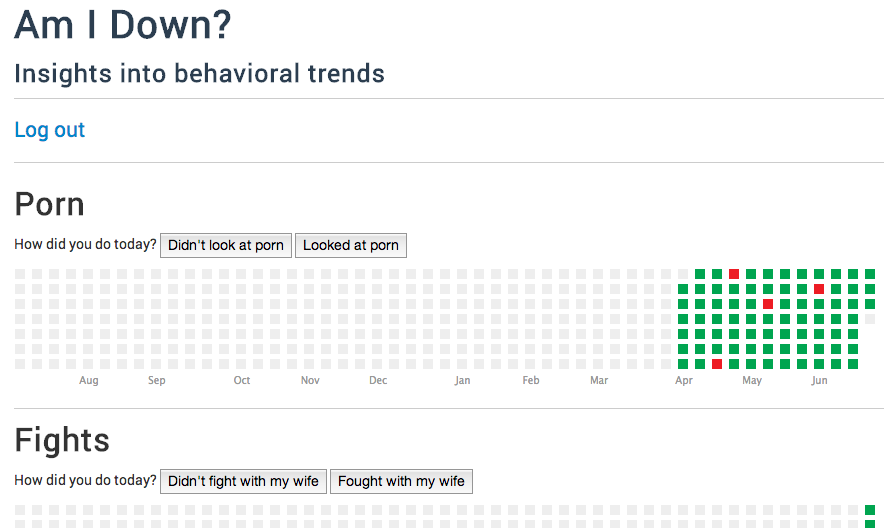 Am I Down?
Insights into behavioral trends
Log out
Porn
How did you do today? Didn't look at porn Looked at porn
Aug Sep Oct Nov Dec Jan Feb Mar Apr May Jun
Fights
How did you do today? Didn't fight with my wife Fought with my wife